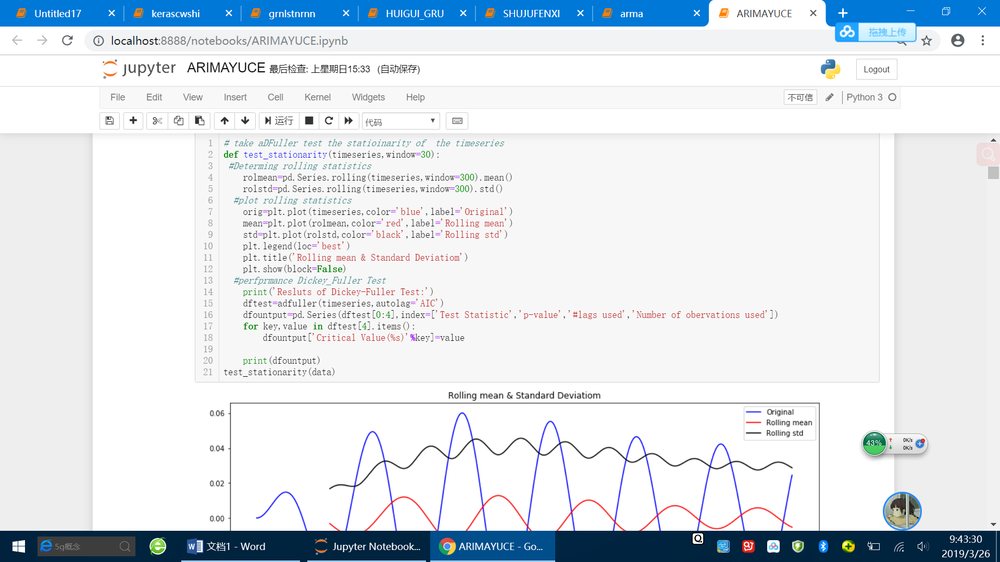 Untitled17
kerascwshi
grnlstnrnn
HUIGUI_GRU
SHUJUFENXI
arma
ARIMAYUCE
拖拽上传
localhost:8888/notebooks/ARIMAYUCE.ipynb
jupyter ARIMAYUCE 最后检查: 上星期日15:33 (自动保存)
Logout
File Edit View Insert Cell Kernel Widgets Help
不可信
Python 3
运行
代码
1 # take aDFuller test the statioinarity of  the timeseries
2 def test_stationarity(timeseries,window=30):
3  #Determing rolling statistics
4     rolmean=pd.Series.rolling(timeseries,window=300).mean()
5     rolstd=pd.Series.rolling(timeseries,window=300).std()
6   #plot rolling statistics
7     orig=plt.plot(timeseries,color='blue',label='Original')
8     mean=plt.plot(rolmean,color='red',label='Rolling mean')
9     std=plt.plot(rolstd,color='black',label='Rolling std')
10     plt.legend(loc='best')
11     plt.title('Rolling mean & Standard Deviatiom')
12     plt.show(block=False)
13   #perfprmance Dickey_Fuller Test
14     print('Resluts of Dickey-Fuller Test:')
15     dftest=adfuller(timeseries,autolag='AIC')
16     dfountput=pd.Series(dftest[0:4],index=['Test Statistic','p-value','#lags used','Number of obervations used'])
17     for key,value in dftest[4].items():
18         dfountput['Critical Value(%s)'%key]=value
19
20     print(dfountput)
21 test_stationarity(data)
Rolling mean & Standard Deviatiom
0.06
0.04
0.02
0.00
Original
Rolling mean
Rolling std
43%
0K/s
0K/s
5g概念
文档1 - Word
Jupyter Notebook...
ARIMAYUCE - Go...
9:43:30
2019/3/26